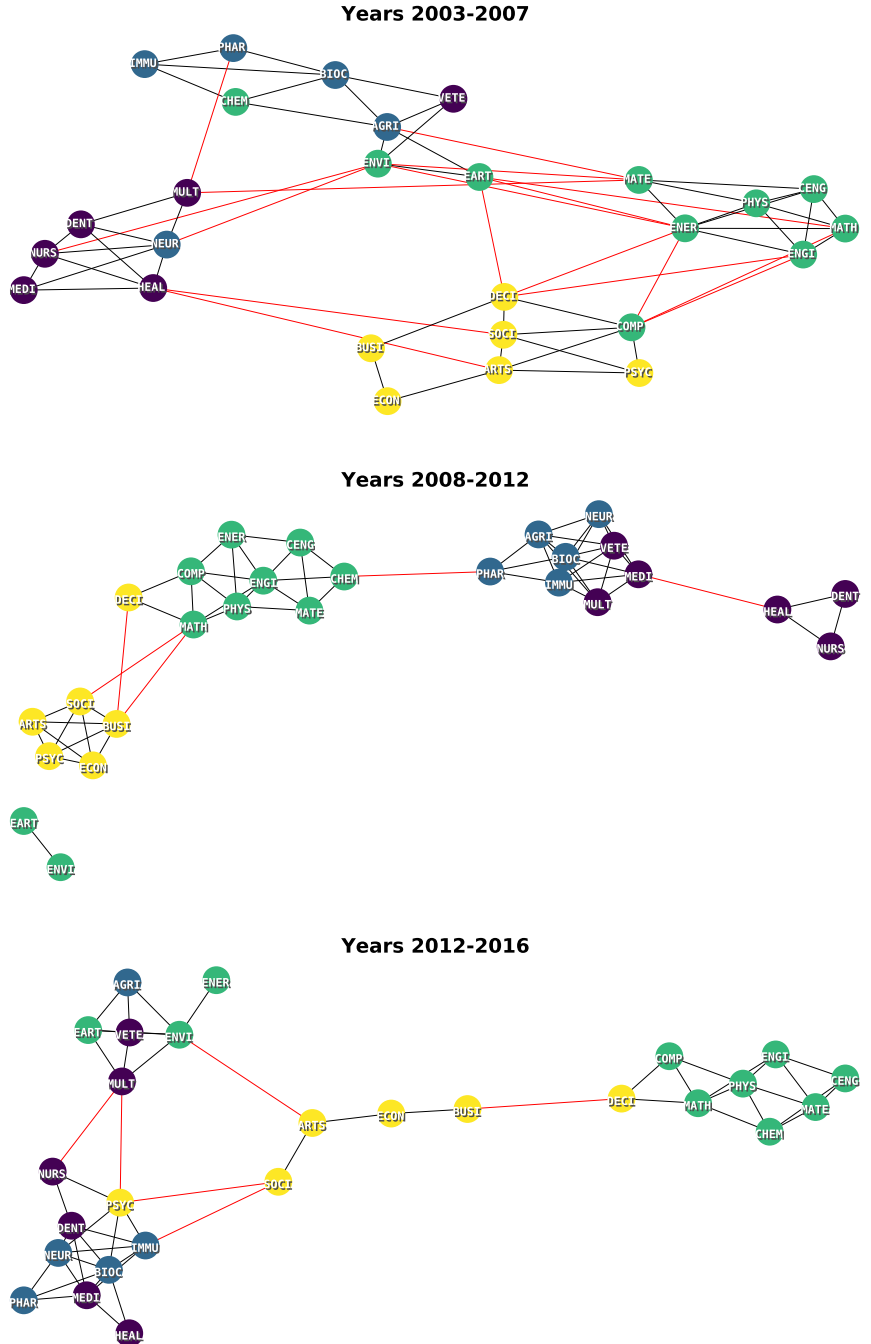 Years 2003-2007
PHAR
IMMU
BIOC
VETE
CHEM
AGRI
ENVI
EART
MATE
CENG
MULT
PHYS
DENT
ENER
MATH
NEUR
NURS
ENGI
MEDI
HEAL
DECI
COMP
SOCI
BUSI
ARTS
PSYC
ECON
Years 2008-2012
NEUR
ENER
AGRI
CENG
VETE
BIOC
COMP
PHAR
MEDI
ENGI
CHEM
IMMU
DENT
DECI
MULT
PHYS
MATE
HEAL
MATH
NURS
SOCI
ARTS
BUSI
PSYC
ECON
EART
ENVI
Years 2012-2016
AGRI
ENER
EART
VETE
ENVI
COMP
ENGI
MULT
PHYS
CENG
DECI
MATH
MATE
BUSI
ECON
ARTS
CHEM
NURS
SOCI
PSYC
DENT
IMMU
NEUR
BIOC
MEDI
PHAR
HEAL